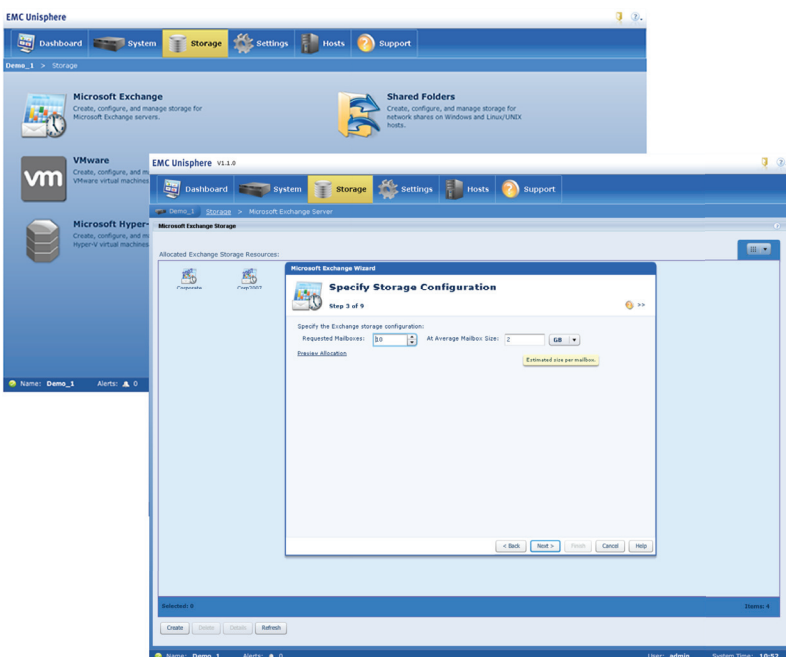 EMC Unisphere
Dashboard System Storage Settings Hosts Support
Demo_1 > Storage
Microsoft Exchange
Create, configure, and manage storage for
Microsoft Exchange servers.
Shared Folders
Create, configure, and manage storage for
network shares on Windows and Linux/UNIX
hosts.
VMware
Create, configure, and m
VMware virtual machines
Microsoft Hyper-
Create, configure, and m
Hyper-V virtual machines
Name: Demo_1 Alerts: 0
EMC Unisphere V1.1.0
Dashboard System Storage Settings Hosts Support
Demo_1 Storage > Microsoft Exchange Server
Microsoft Exchange Storage
Allocated Exchange Storage Resources:
Corporate Corp2007
Microsoft Exchange Wizard
Specify Storage Configuration
Step 3 of 9
>>
Specify the Exchange storage configuration:
Requested Mailboxes: 10 At Average Mailbox Size: 2 GB
Preview Allocation
Estimated size per mailbox.
< Back Next > Finish Cancel Help
Selected: 0 Items: 4
Create Delete Details Refresh
Name: Demo_1 Alerts: 0 User: admin System Time: 10:52